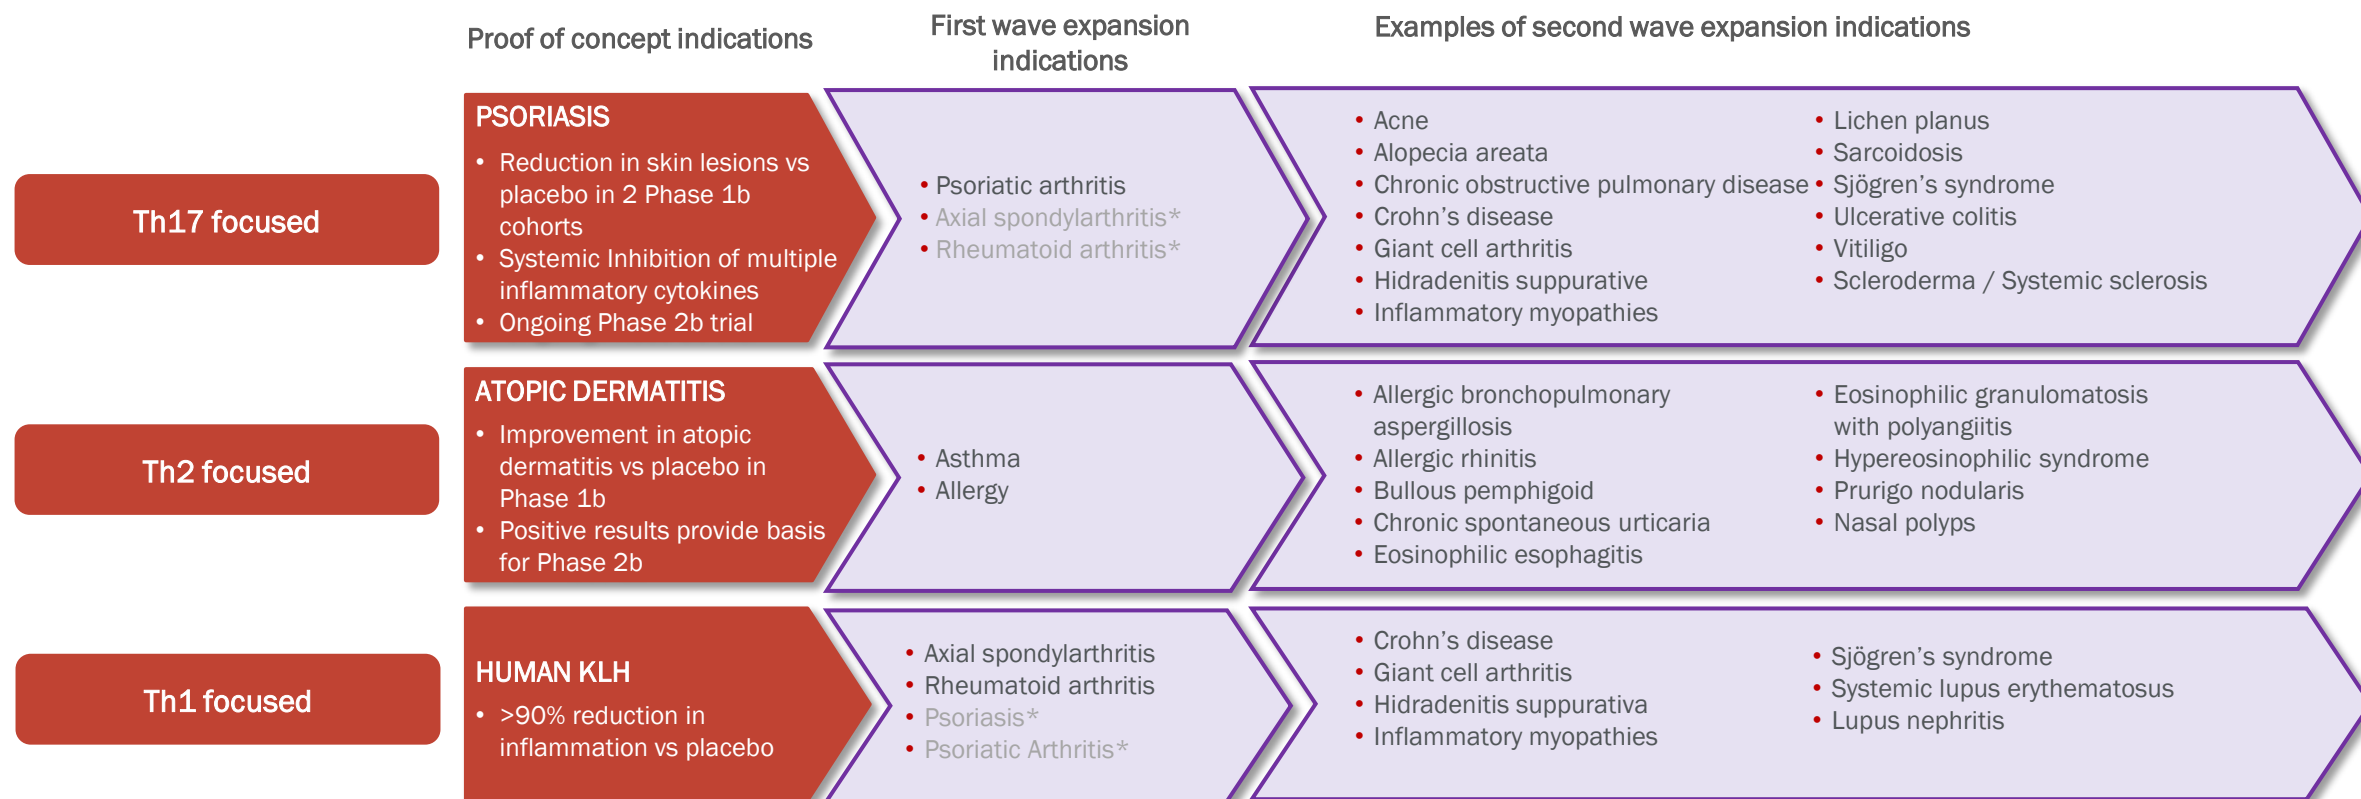 Proof of concept indications
First wave expansion
indications
Examples of second wave expansion indications
Th17 focused
PSORIASIS
• Reduction in skin lesions vs
placebo in 2 Phase 1b
cohorts
• Systemic Inhibition of multiple
inflammatory cytokines
• Ongoing Phase 2b trial
• Psoriatic arthritis
• Axial spondylarthritis*
• Rheumatoid arthritis*
• Acne
• Alopecia areata
• Chronic obstructive pulmonary disease
• Crohn’s disease
• Giant cell arthritis
• Hidradenitis suppurative
• Inflammatory myopathies
• Lichen planus
• Sarcoidosis
• Sjögren’s syndrome
• Ulcerative colitis
• Vitiligo
• Scleroderma / Systemic sclerosis
Th2 focused
ATOPIC DERMATITIS
• Improvement in atopic
dermatitis vs placebo in
Phase 1b
• Positive results provide basis
for Phase 2b
• Asthma
• Allergy
• Allergic bronchopulmonary
aspergillosis
• Allergic rhinitis
• Bullous pemphigoid
• Chronic spontaneous urticaria
• Eosinophilic esophagitis
• Eosinophilic granulomatosis
with polyangiitis
• Hypereosinophilic syndrome
• Prurigo nodularis
• Nasal polyps
Th1 focused
HUMAN KLH
• >90% reduction in
inflammation vs placebo
• Axial spondylarthritis
• Rheumatoid arthritis
• Psoriasis*
• Psoriatic Arthritis*
• Crohn’s disease
• Giant cell arthritis
• Hidradenitis suppurativa
• Inflammatory myopathies
• Sjögren’s syndrome
• Systemic lupus erythematosus
• Lupus nephritis